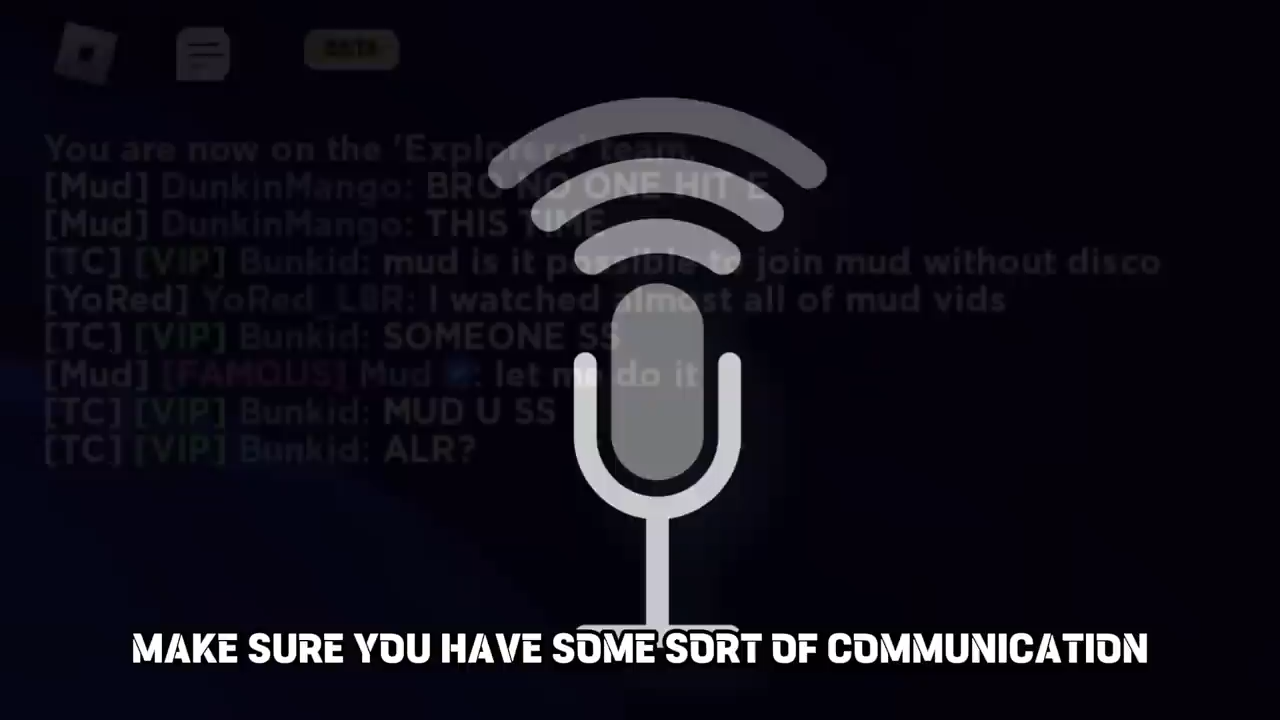 You are now on the 'Explorers' team.
[Mud] DunkinMango: BRO NO ONE HIT E
[Mud] DunkinMango: THIS TIME
[TC] [VIP] Bunkid: mud is it possible to join mud without disco
[YoRed] YoRed_LBR: I watched almost all of mud vids
[TC] [VIP] Bunkid: SOMEONE SS
[Mud] [FAMOUS] Mud : let me do it
[TC] [VIP] Bunkid: MUD U SS
[TC] [VIP] Bunkid: ALR?
MAKE SURE YOU HAVE SOME SORT OF COMMUNICATION